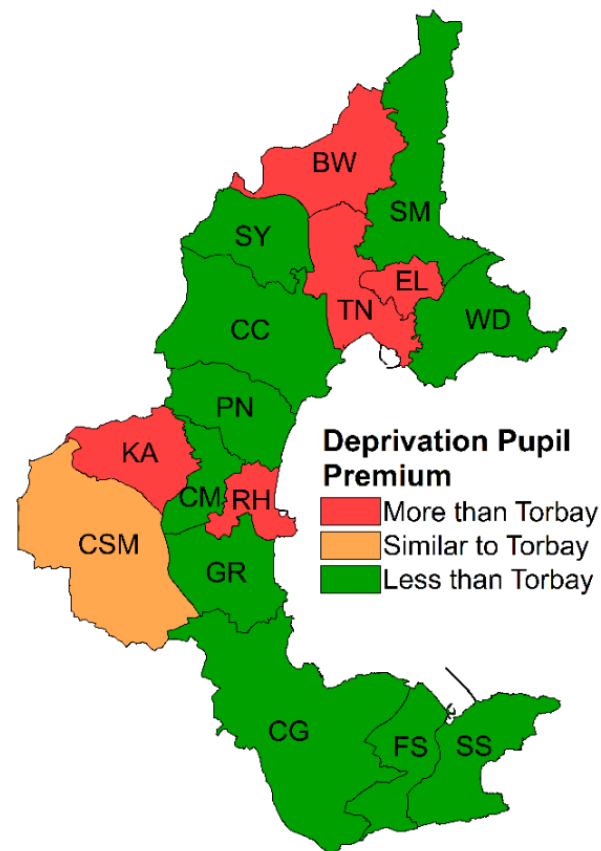 BW
SM
SY
EL
TN
WD
CC
PN
KA
CM
RH
CSM
GR
CG
FS
SS
Deprivation Pupil
Premium
More than Torbay
Similar to Torbay
Less than Torbay